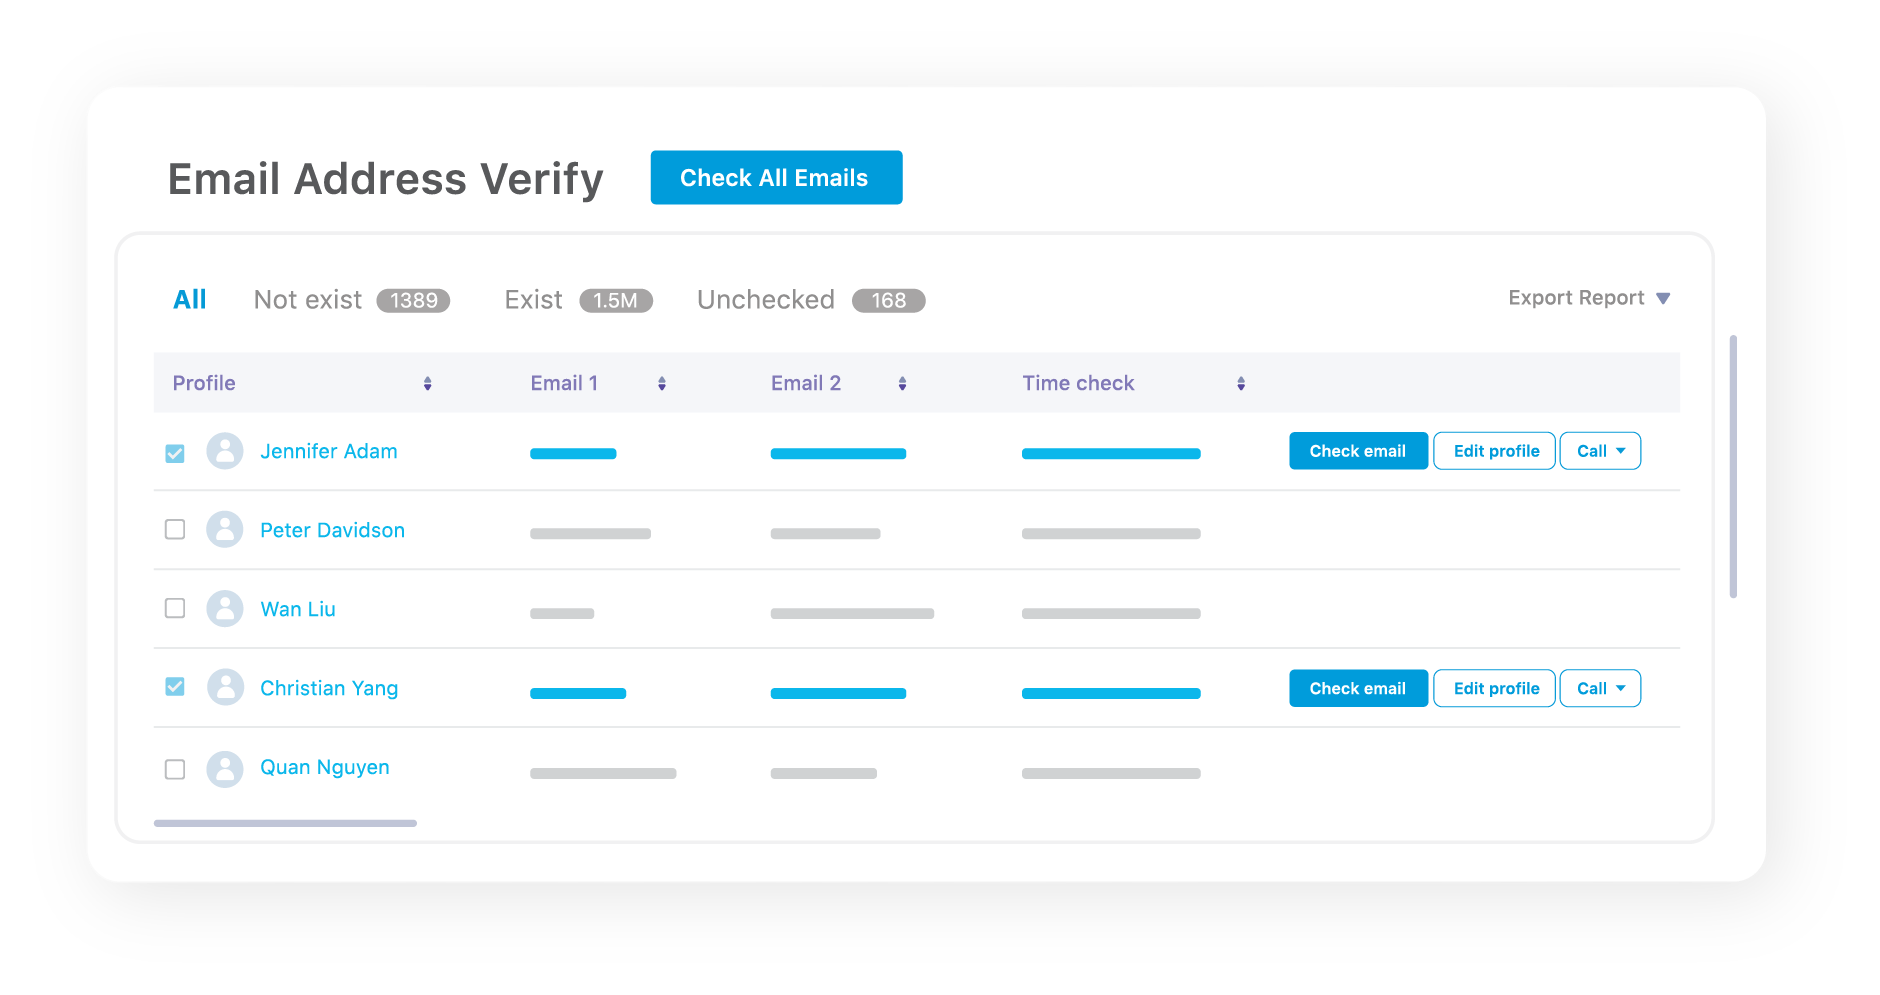 Email Address Verify Check All Emails
All Not exist 1389 Exist 1.5M Unchecked 168 Export Report
Profile Email 1 Email 2 Time check
Jennifer Adam Check email Edit profile Call
Peter Davidson
Wan Liu
Christian Yang Check email Edit profile Call
Quan Nguyen